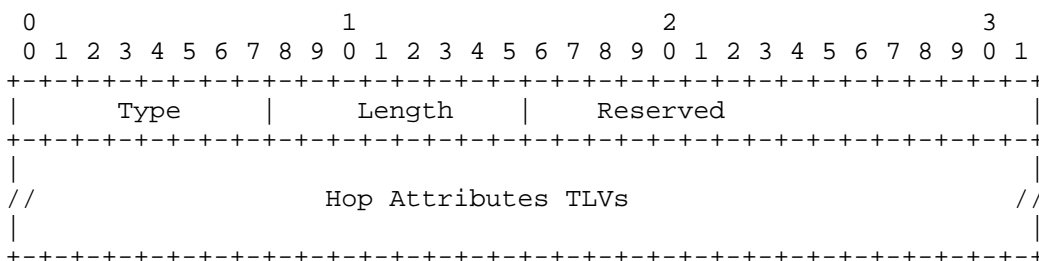 0                   1                   2                   3
 0 1 2 3 4 5 6 7 8 9 0 1 2 3 4 5 6 7 8 9 0 1 2 3 4 5 6 7 8 9 0 1
+-+-+-+-+-+-+-+-+-+-+-+-+-+-+-+-+-+-+-+-+-+-+-+-+-+-+-+-+-+-+-+-+
|      Type     |     Length    |    Reserved                   |
+-+-+-+-+-+-+-+-+-+-+-+-+-+-+-+-+-+-+-+-+-+-+-+-+-+-+-+-+-+-+-+-+
|                                                               |
//                  Hop Attributes TLVs                        //
|                                                               |
+-+-+-+-+-+-+-+-+-+-+-+-+-+-+-+-+-+-+-+-+-+-+-+-+-+-+-+-+-+-+-+-+